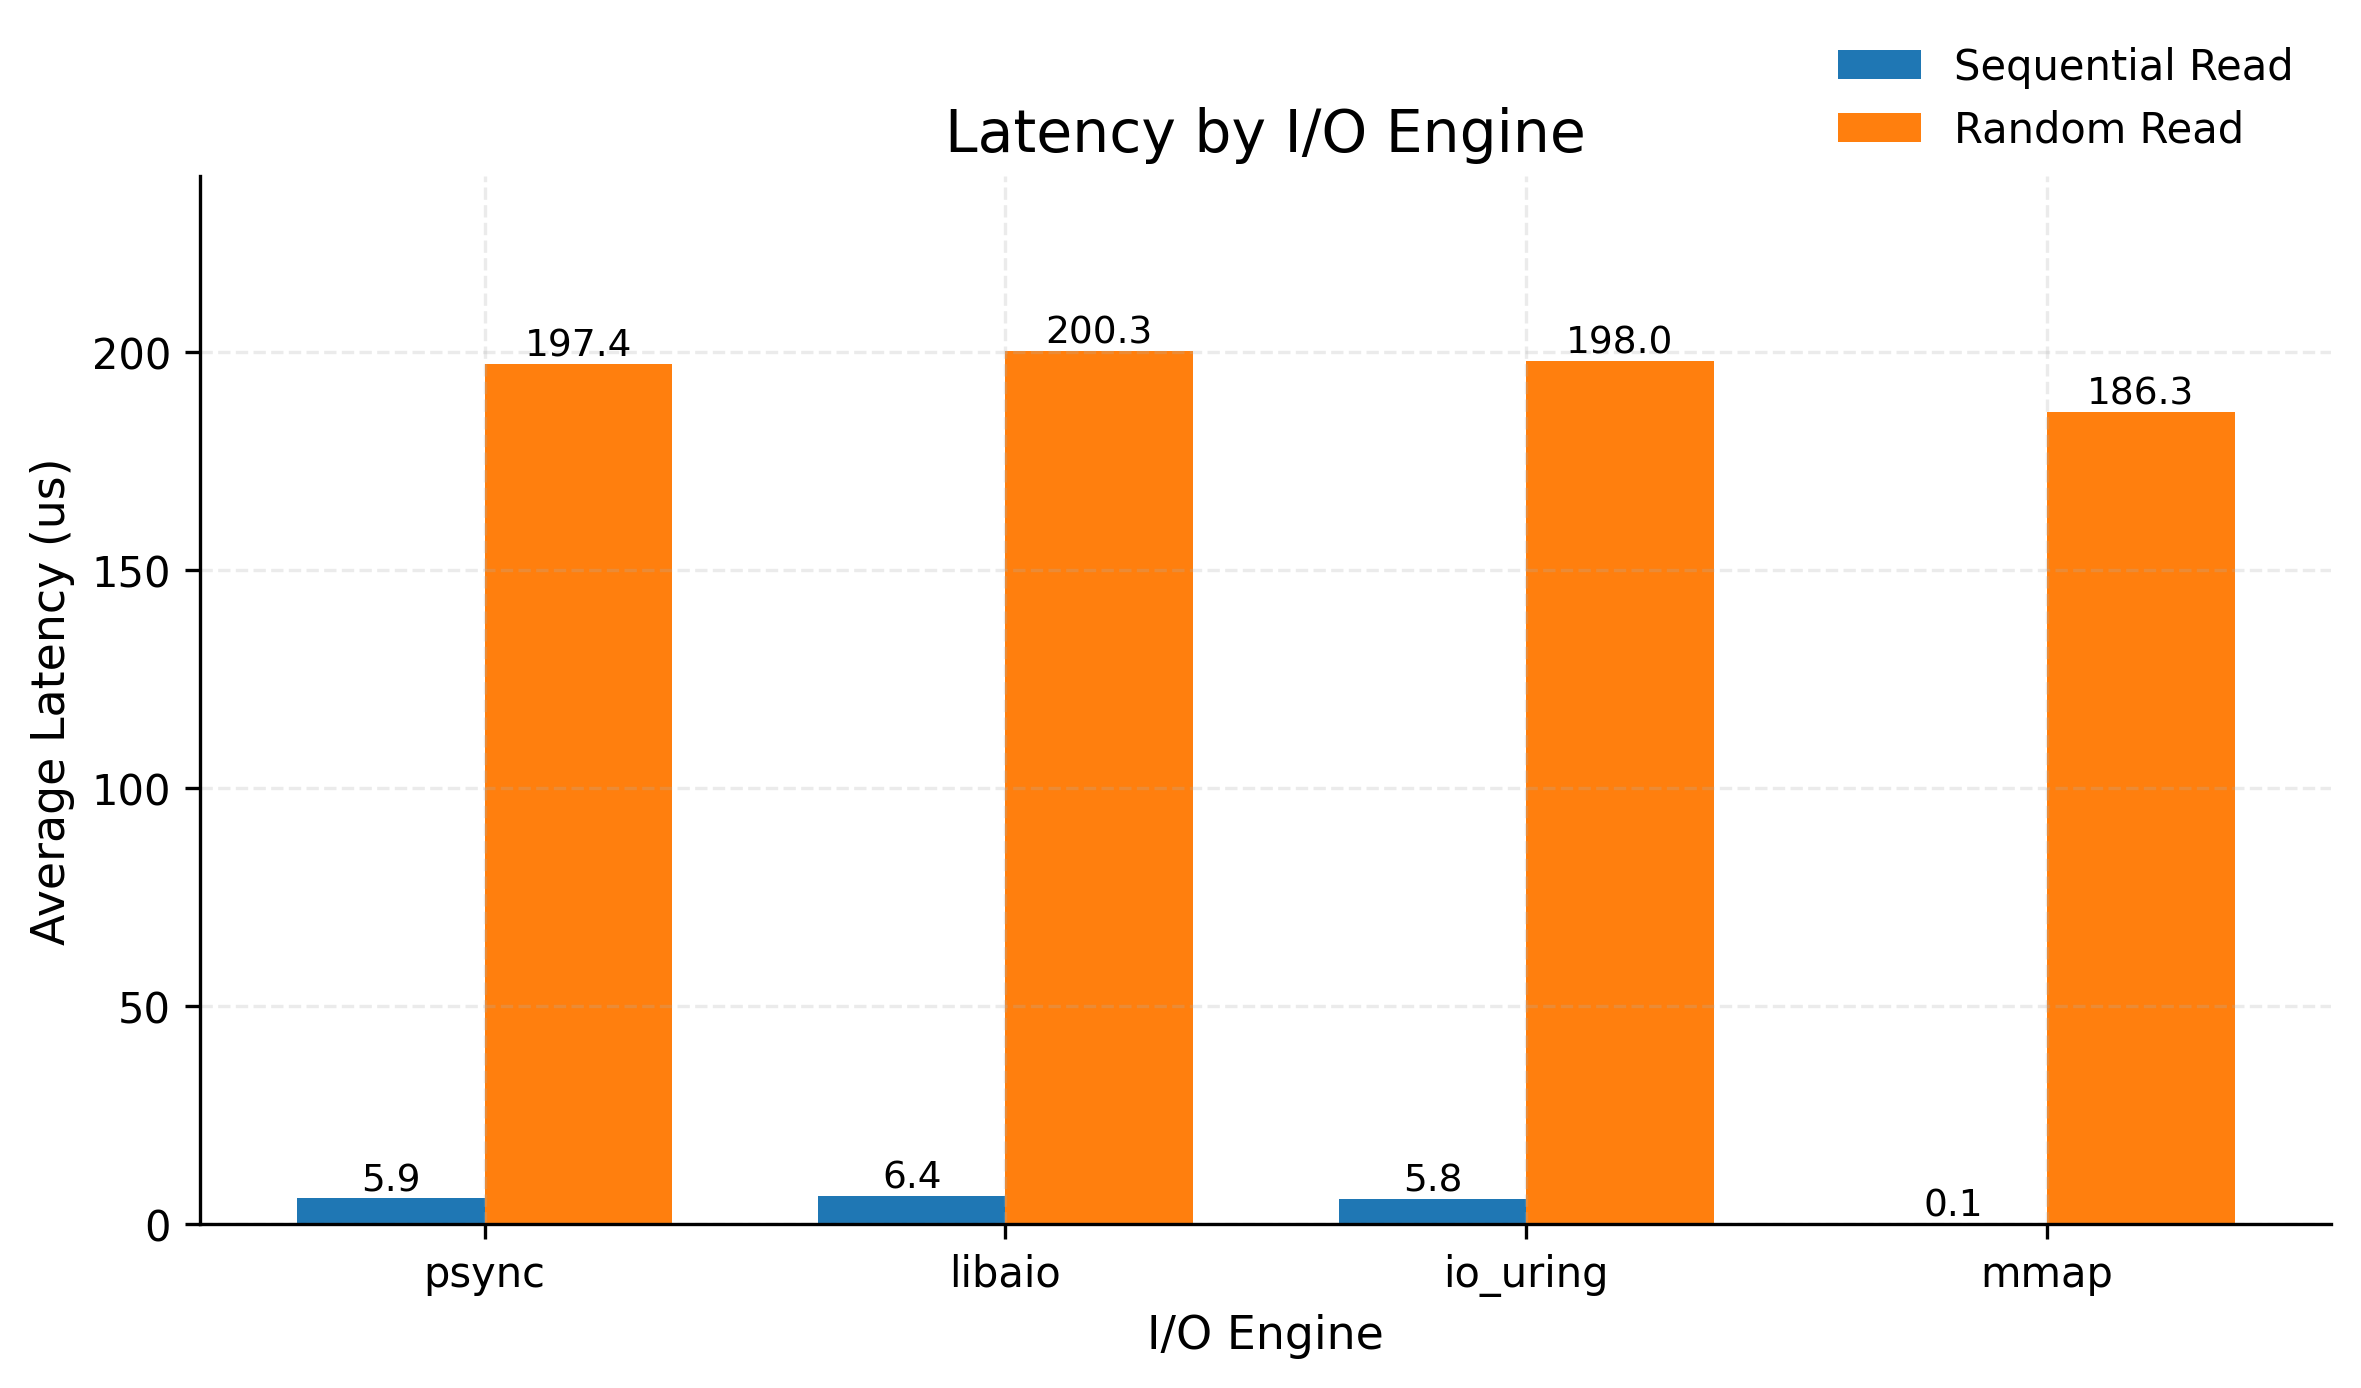 Sequential Read
Random Read
Latency by I/O Engine
Average Latency (us)
200
150
100
50
0
197.4
200.3
198.0
186.3
5.9
6.4
5.8
0.1
psync
libaio
io_uring
mmap
I/O Engine